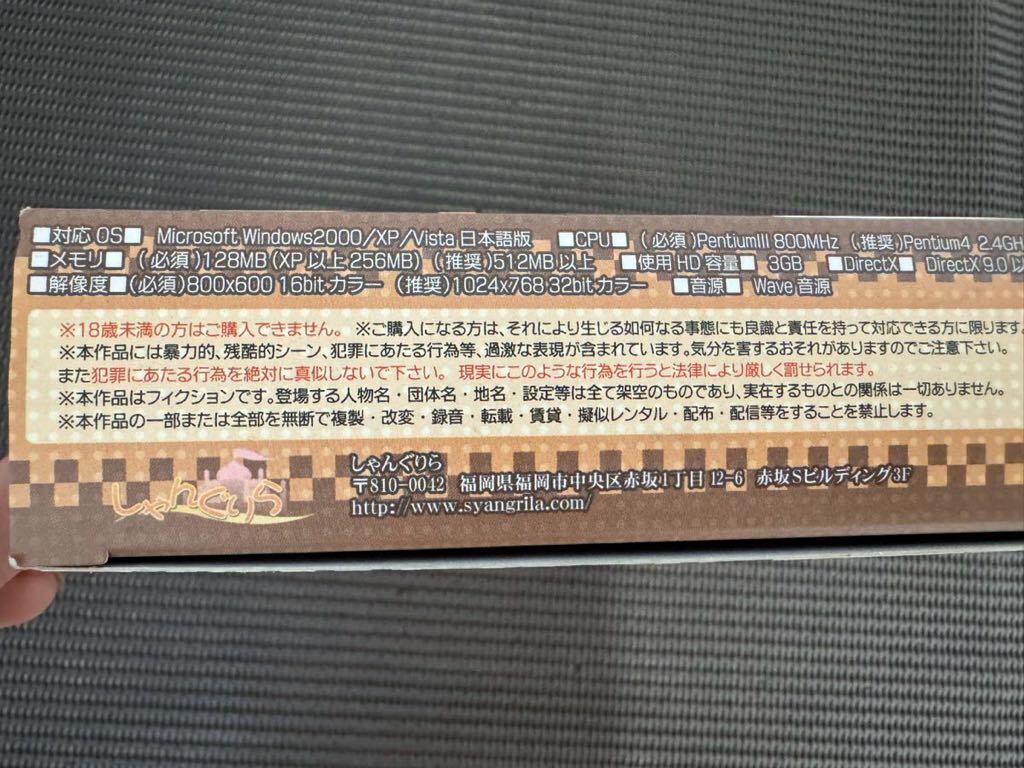 ■対応 OS■ Microsoft Windows2000/XP/Vista 日本語版 ■CPU■ (必須)PentiumIII 800MHz (推奨)Pentium4 2.4GH
■メモリ■ (必須)128MB(XP以上256MB) (推奨)512MB以上 ■使用HD容量■ 3GB ■DirectX■ DirectX 9.0 以
■解像度■(必須)800x600 16bitカラー (推奨)1024x768 32bitカラー ■音源■ Wave音源
※18歳未満の方はご購入できません。 ※ご購入になる方は、それにより生じる如何なる事態にも良識と責任を持って対応できる方に限ります。
※本作品には暴力的、残酷的シーン、犯罪にあたる行為等、過激な表現が含まれています。気分を害するおそれがありますのでご注意下さい。
また犯罪にあたる行為を絶対に真似しないで下さい。 現実にこのような行為を行うと法律により厳しく罰せられます。
※本作品はフィクションです。登場する人物名・団体名・地名・設定等は全て架空のものであり、実在するものとの関係は一切ありません。
※本作品の一部または全部を無断で複製・改変・録音・転載・賃貸・擬似レンタル・配布・配信等をすることを禁止します。
しゃんぐりら
しゃんぐりら
〒810-0042 福岡県福岡市中央区赤坂1丁目12-6 赤坂Sビルディング3F
http://www.syangrila.com/